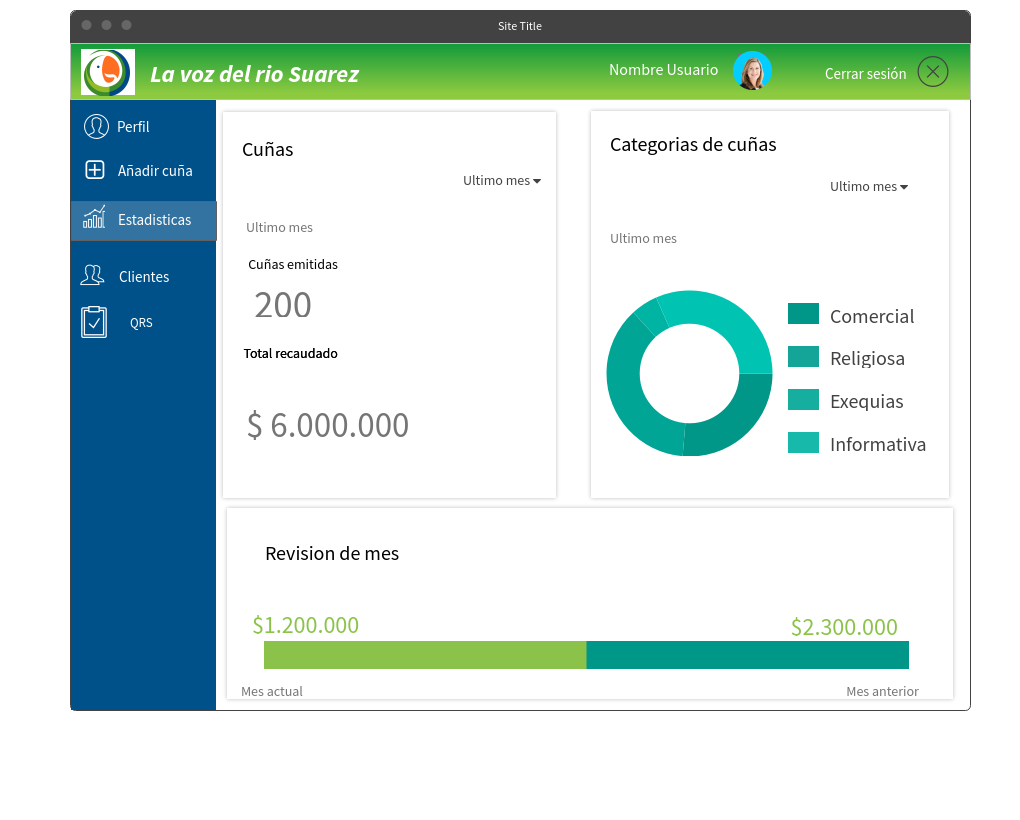 Site Title
La voz del rio Suarez
Nombre Usuario
Cerrar sesión
Perfil
Añadir cuña
Estadisticas
Clientes
QRS
Cuñas
Ultimo mes
Ultimo mes
Cuñas emitidas
200
Total recaudado
$ 6.000.000
Categorias de cuñas
Ultimo mes
Ultimo mes
Comercial
Religiosa
Exequias
Informativa
Revision de mes
$1.200.000
$2.300.000
Mes actual
Mes anterior